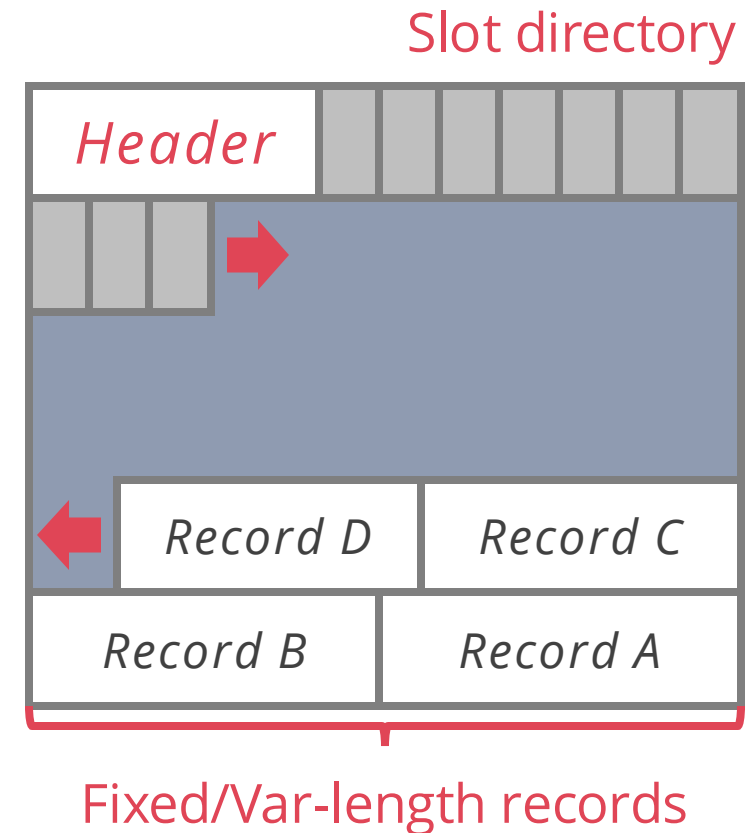 Slot directory
Header
Record D
Record C
Record B
Record A
Fixed/Var-length records